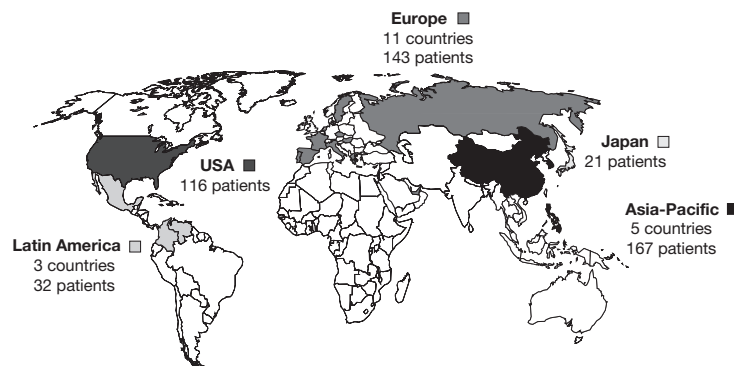 Europe
11 countries
143 patients
USA
116 patients
Japan
21 patients
Asia-Pacific
5 countries
167 patients
Latin America
3 countries
32 patients